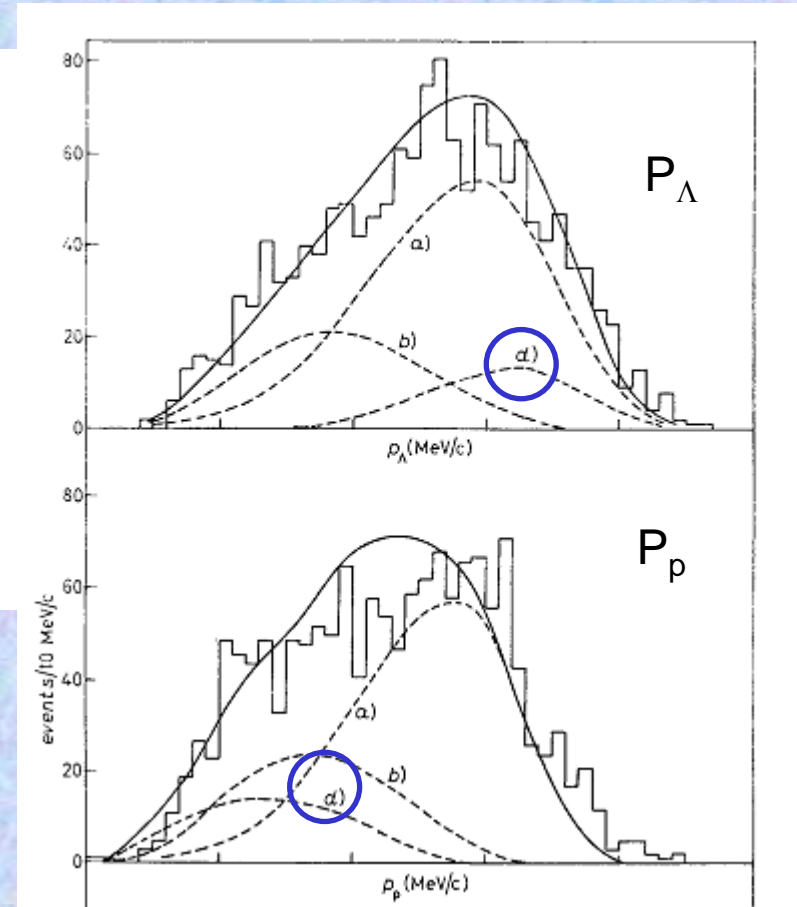 80
60
P_Λ
a)
40
b)
20
d)
0
p_Λ(MeV/c)
80
P_p
60
events/10 MeV/c
40
a)
b)
20
d)
0
p_p(MeV/c)